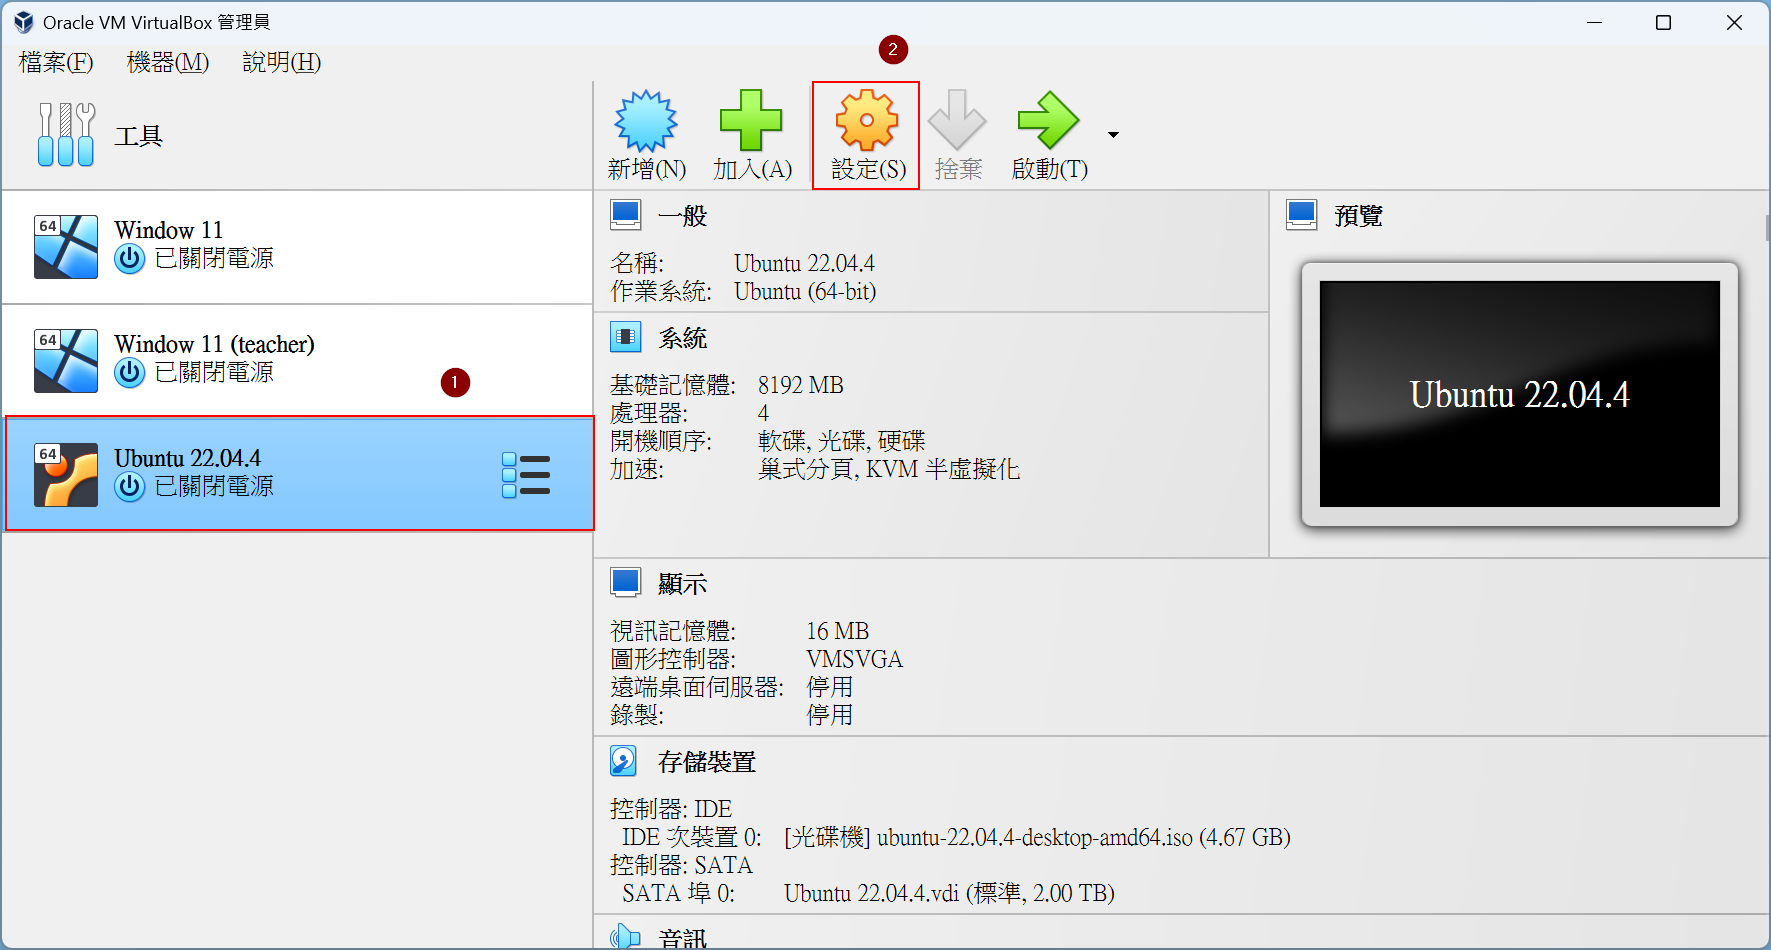 Oracle VM VirtualBox 管理員
檔案(F) 機器(M) 說明(H)
2
工具
新增(N) 加入(A) 設定(S) 捨棄 啟動(T)
64
Window 11
已關閉電源
64
Window 11 (teacher)
已關閉電源
1
64
Ubuntu 22.04.4
已關閉電源
一般
名稱: Ubuntu 22.04.4
作業系統: Ubuntu (64-bit)
預覽
Ubuntu 22.04.4
系統
基礎記憶體: 8192 MB
處理器: 4
開機順序: 軟碟, 光碟, 硬碟
加速: 巢式分頁, KVM 半虛擬化
顯示
視訊記憶體: 16 MB
圖形控制器: VMSVGA
遠端桌面伺服器: 停用
錄製: 停用
存儲裝置
控制器: IDE
IDE 次裝置 0: [光碟機] ubuntu-22.04.4-desktop-amd64.iso (4.67 GB)
控制器: SATA
SATA 埠 0: Ubuntu 22.04.4.vdi (標準, 2.00 TB)
音訊